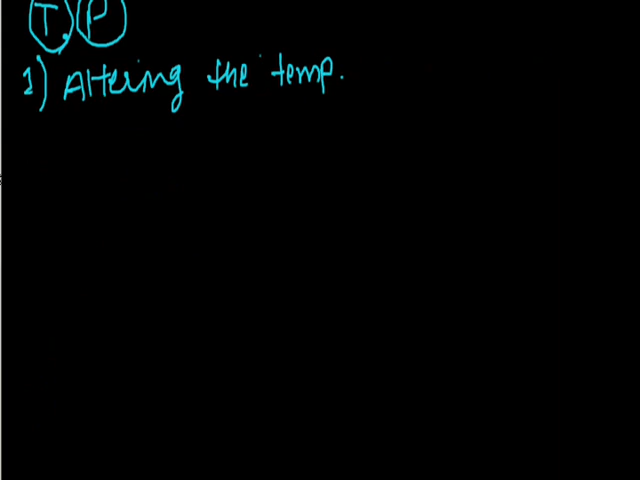 T. P
1) Altering the temp.